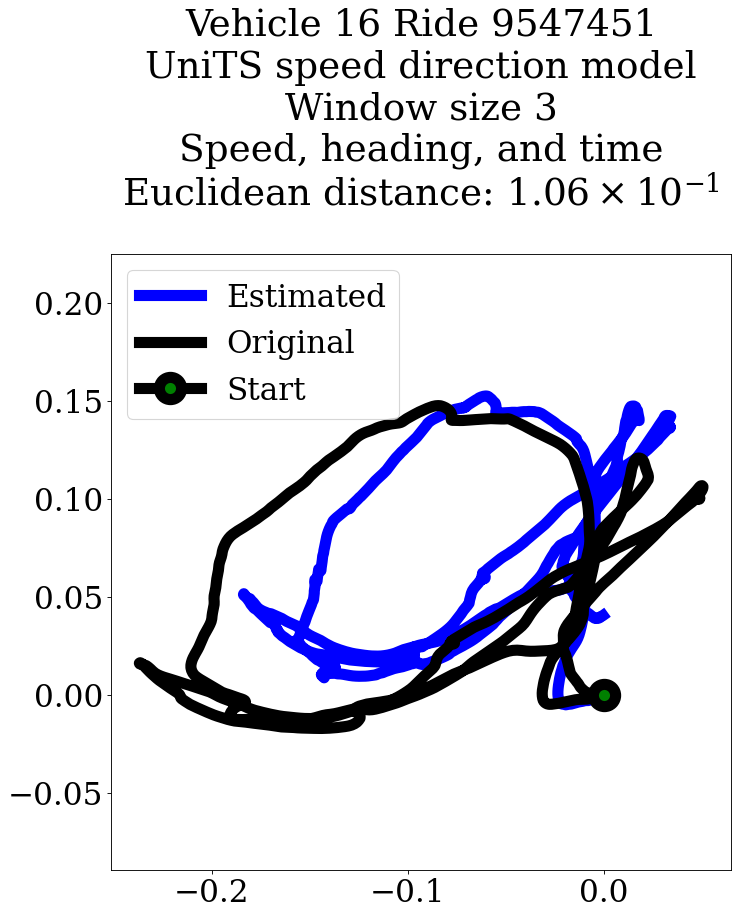 Vehicle 16 Ride 9547451
UniTS speed direction model
Window size 3
Speed, heading, and time
Euclidean distance: 1.06 × 10⁻¹
Estimated
Original
Start
0.20
0.15
0.10
0.05
0.00
−0.05
−0.2
−0.1
0.0